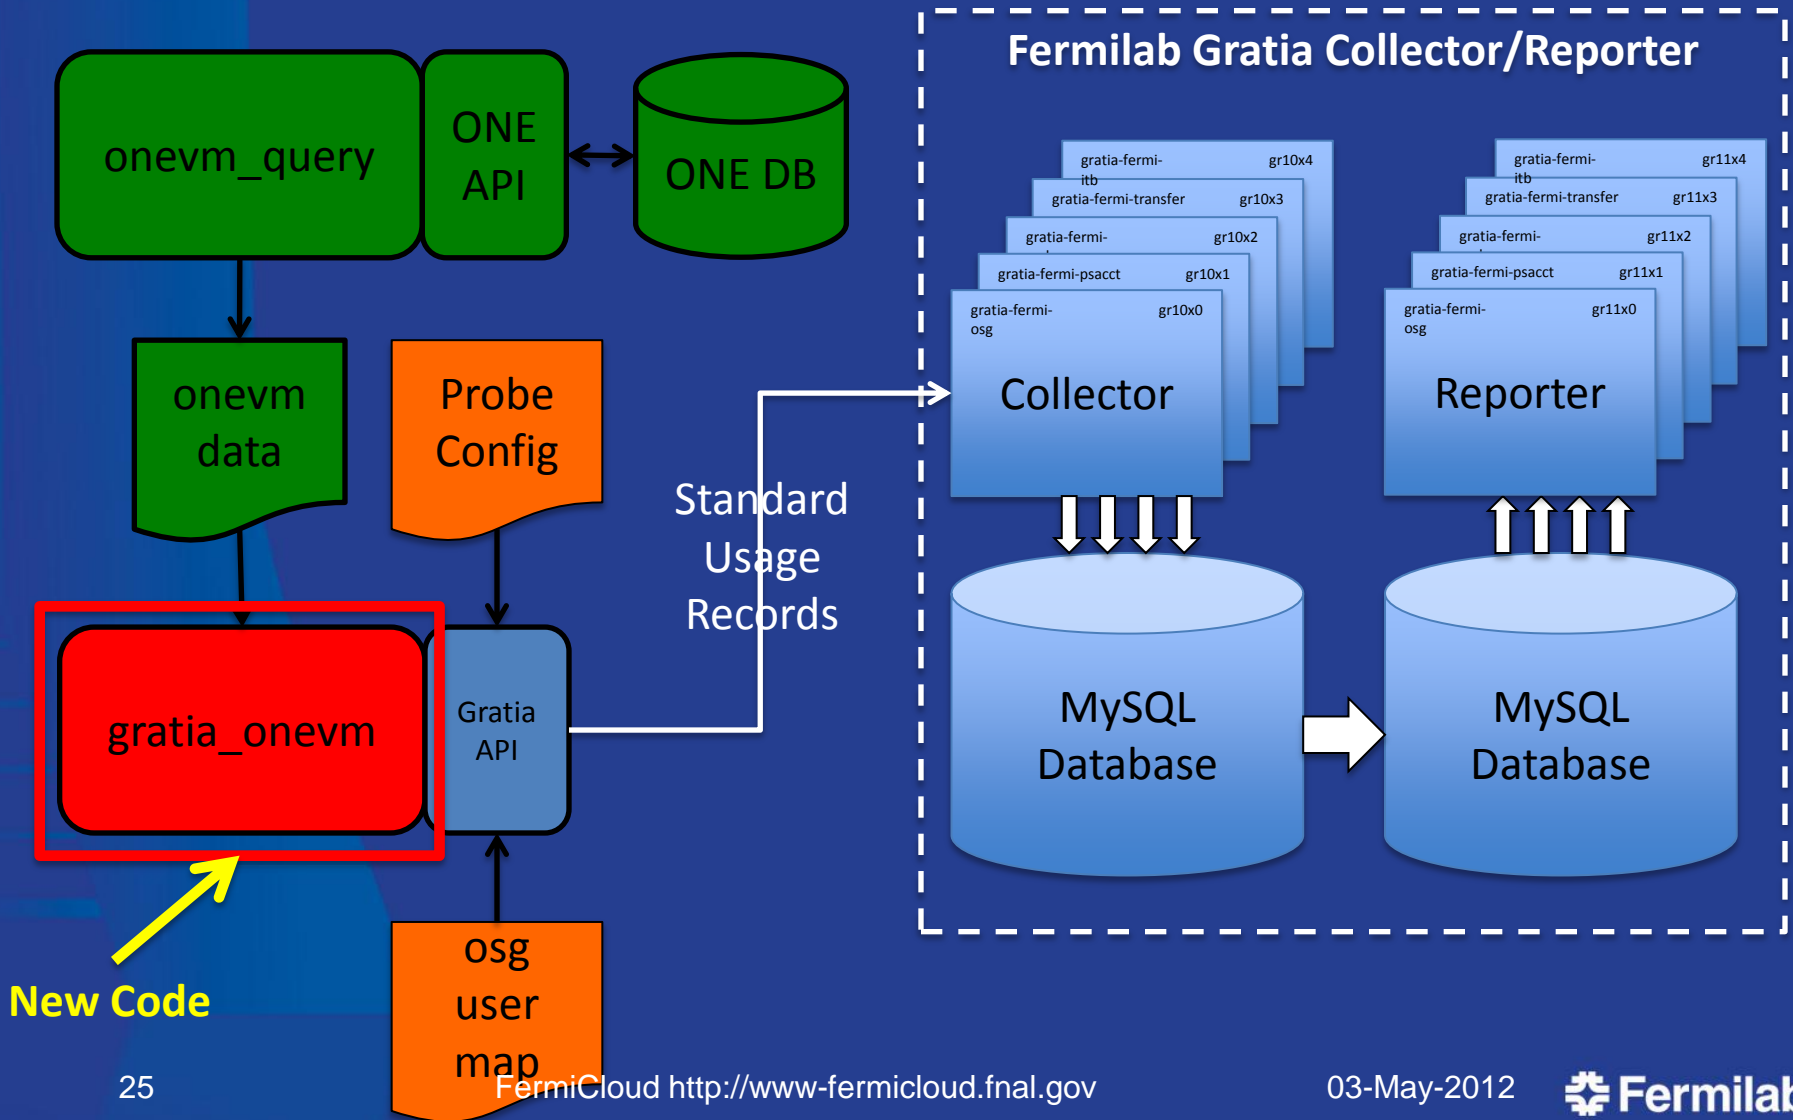 Fermilab Gratia Collector/Reporter
onevm_query
ONE
API
ONE DB
onevm
data
Probe
Config
gratia_onevm
Gratia
API
osg
user
map
New Code
Standard
Usage
Records
gratia-fermi-
itb
gr10x4
gratia-fermi-transfer
gr10x3
gratia-fermi-
gr10x2
gratia-fermi-psacct
gr10x1
gratia-fermi-
osg
gr10x0
Collector
gratia-fermi-
itb
gr11x4
gratia-fermi-transfer
gr11x3
gratia-fermi-
gr11x2
gratia-fermi-psacct
gr11x1
gratia-fermi-
osg
gr11x0
Reporter
MySQL
Database
MySQL
Database
25
FermiCloud http://www-fermicloud.fnal.gov
03-May-2012
Fermilab